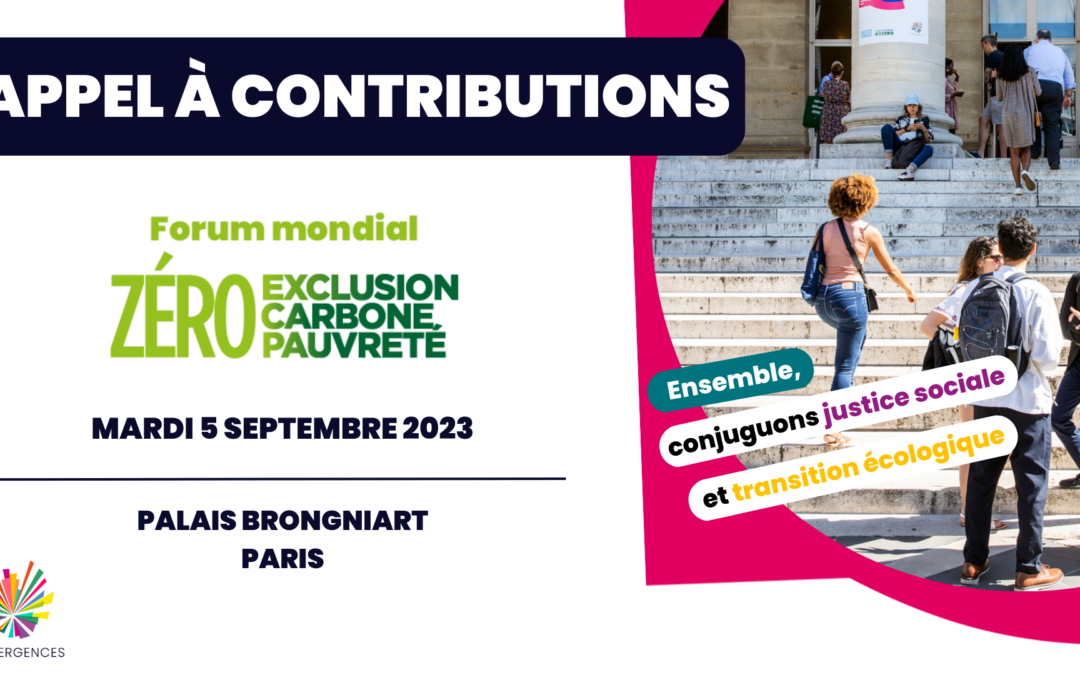 APPEL À CONTRIBUTIONS
Forum mondial
ZÉRO EXCLUSION
CARBONE,
PAUVRETÉ
MARDI 5 SEPTEMBRE 2023
PALAIS BRONGNIART
PARIS
ERGENCES
Ensemble,
conjuguons justice sociale
et transition écologique